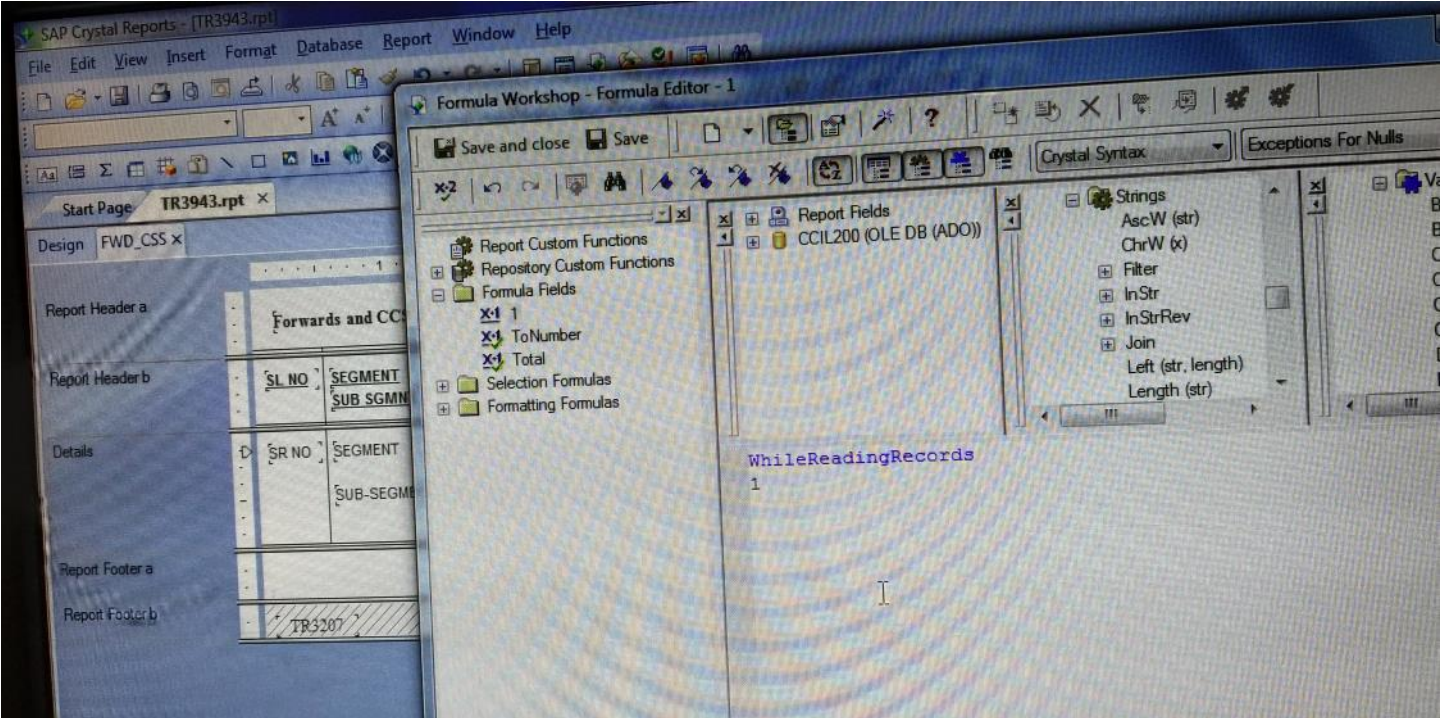 SAP Crystal Reports - [TR3943.rpt]
File Edit View Insert Format Database Report Window Help
Start Page TR3943.rpt ×
Design FWD_CSS ×
Report Header a
Forwards and CC
Report Header b
SL NO SEGMENT
SUB SGMN
Details
SR NO SEGMENT
SUB-SEGME
Report Footer a
Report Footer b
TR3207
Formula Workshop - Formula Editor - 1
Save and close Save
Crystal Syntax Exceptions For Nulls
Report Custom Functions
Repository Custom Functions
Formula Fields
1
ToNumber
Total
Selection Formulas
Formatting Formulas
Report Fields
CCIL200 (OLE DB (ADO))
Strings
AscW (str)
ChrW (x)
Filter
InStr
InStrRev
Join
Left (str, length)
Length (str)
Va
WhileReadingRecords
1